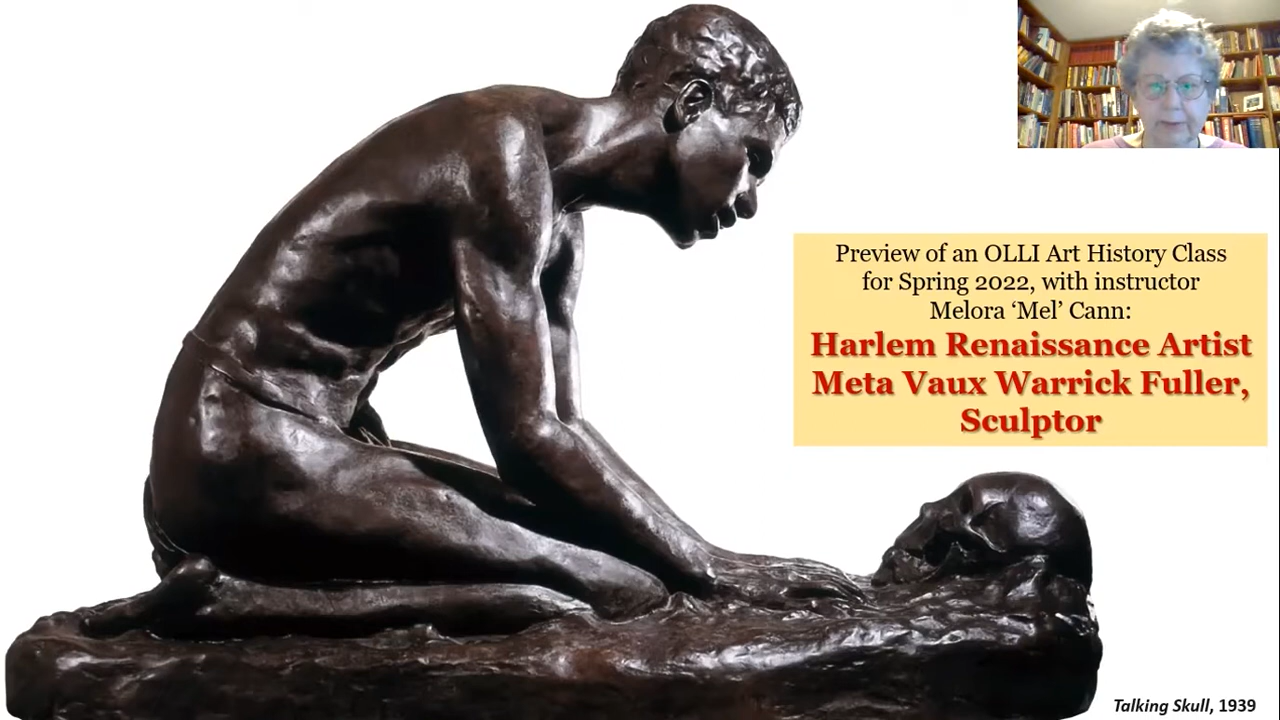 Preview of an OLLI Art History Class
for Spring 2022, with instructor
Melora ‘Mel’ Cann:
Harlem Renaissance Artist
Meta Vaux Warrick Fuller,
Sculptor
Talking Skull, 1939